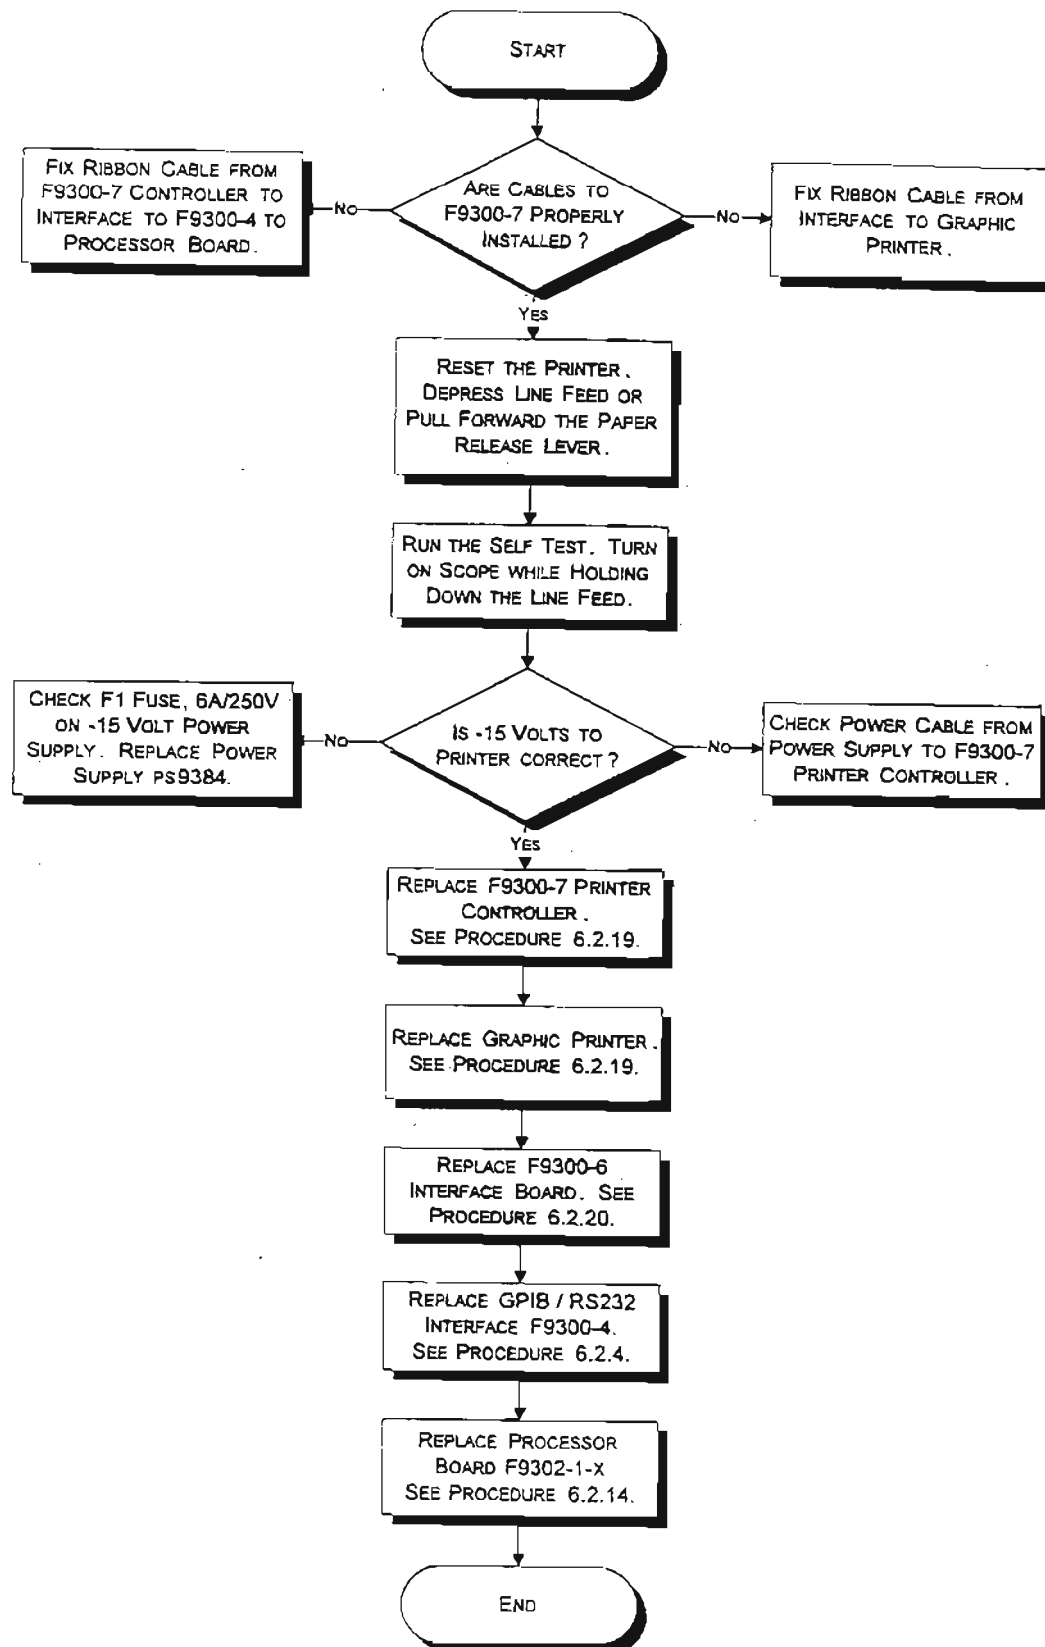 START
FIX RIBBON CABLE FROM
F9300-7 CONTROLLER TO
INTERFACE TO F9300-4 TO
PROCESSOR BOARD.
NO
ARE CABLES TO
F9300-7 PROPERLY
INSTALLED ?
NO
FIX RIBBON CABLE FROM
INTERFACE TO GRAPHIC
PRINTER.
YES
RESET THE PRINTER.
DEPRESS LINE FEED OR
PULL FORWARD THE PAPER
RELEASE LEVER.
RUN THE SELF TEST. TURN
ON SCOPE WHILE HOLDING
DOWN THE LINE FEED.
CHECK F1 FUSE, 6A/250V
ON -15 VOLT POWER
SUPPLY. REPLACE POWER
SUPPLY PS9384.
NO
IS -15 VOLTS TO
PRINTER CORRECT ?
NO
CHECK POWER CABLE FROM
POWER SUPPLY TO F9300-7
PRINTER CONTROLLER.
YES
REPLACE F9300-7 PRINTER
CONTROLLER.
SEE PROCEDURE 6.2.19.
REPLACE GRAPHIC PRINTER.
SEE PROCEDURE 6.2.19.
REPLACE F9300-6
INTERFACE BOARD. SEE
PROCEDURE 6.2.20.
REPLACE GPIB / RS232
INTERFACE F9300-4.
SEE PROCEDURE 6.2.4.
REPLACE PROCESSOR
BOARD F9302-1-X
SEE PROCEDURE 6.2.14.
END